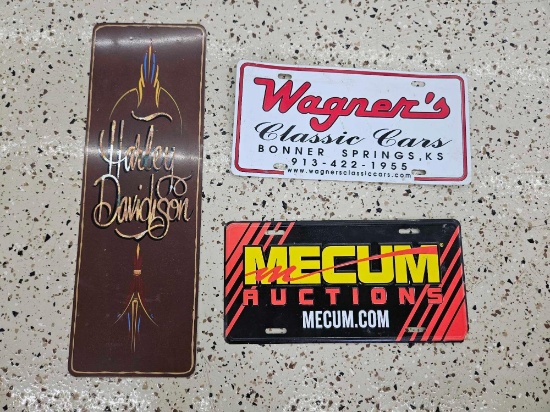 Harley
Davidson
Wagner's
Classic Cars
BONNER SPRINGS, KS
913-422-1955
www.wagnersclassiccars.com
MECUM
AUCTIONS
MECUM.COM